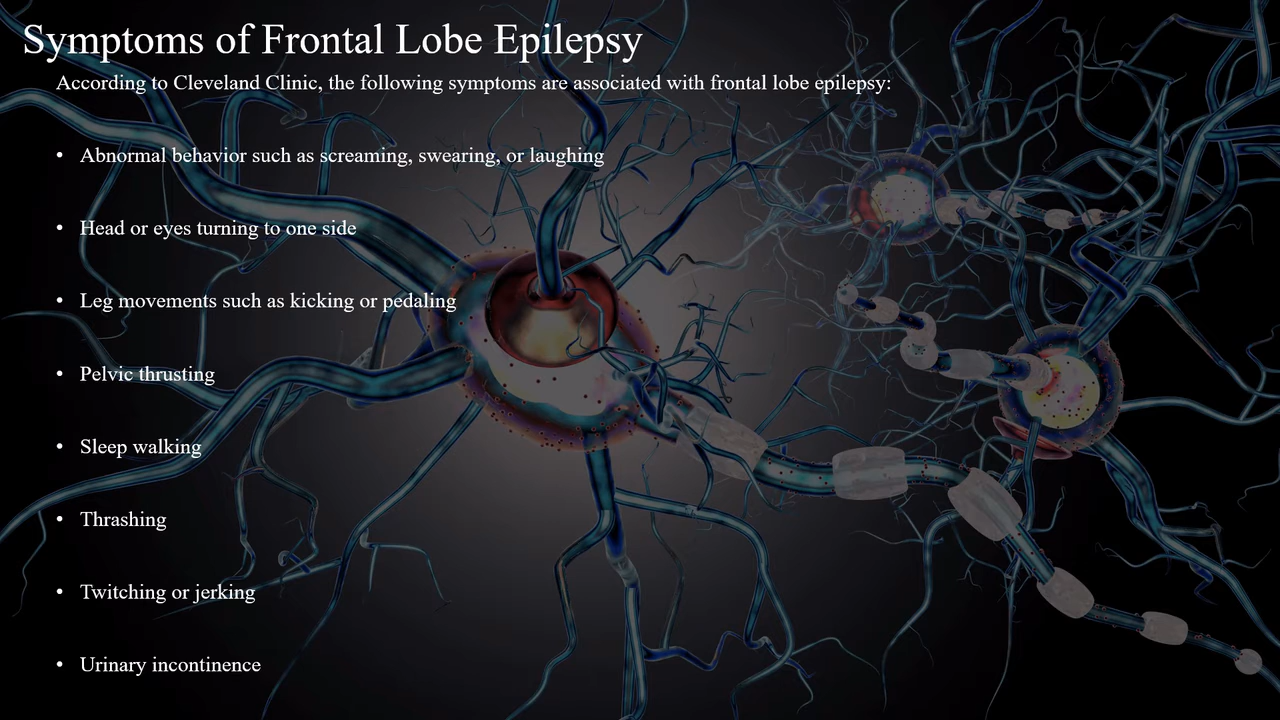 Symptoms of Frontal Lobe Epilepsy
According to Cleveland Clinic, the following symptoms are associated with frontal lobe epilepsy:
• Abnormal behavior such as screaming, swearing, or laughing
• Head or eyes turning to one side
• Leg movements such as kicking or pedaling
• Pelvic thrusting
• Sleep walking
• Thrashing
• Twitching or jerking
• Urinary incontinence